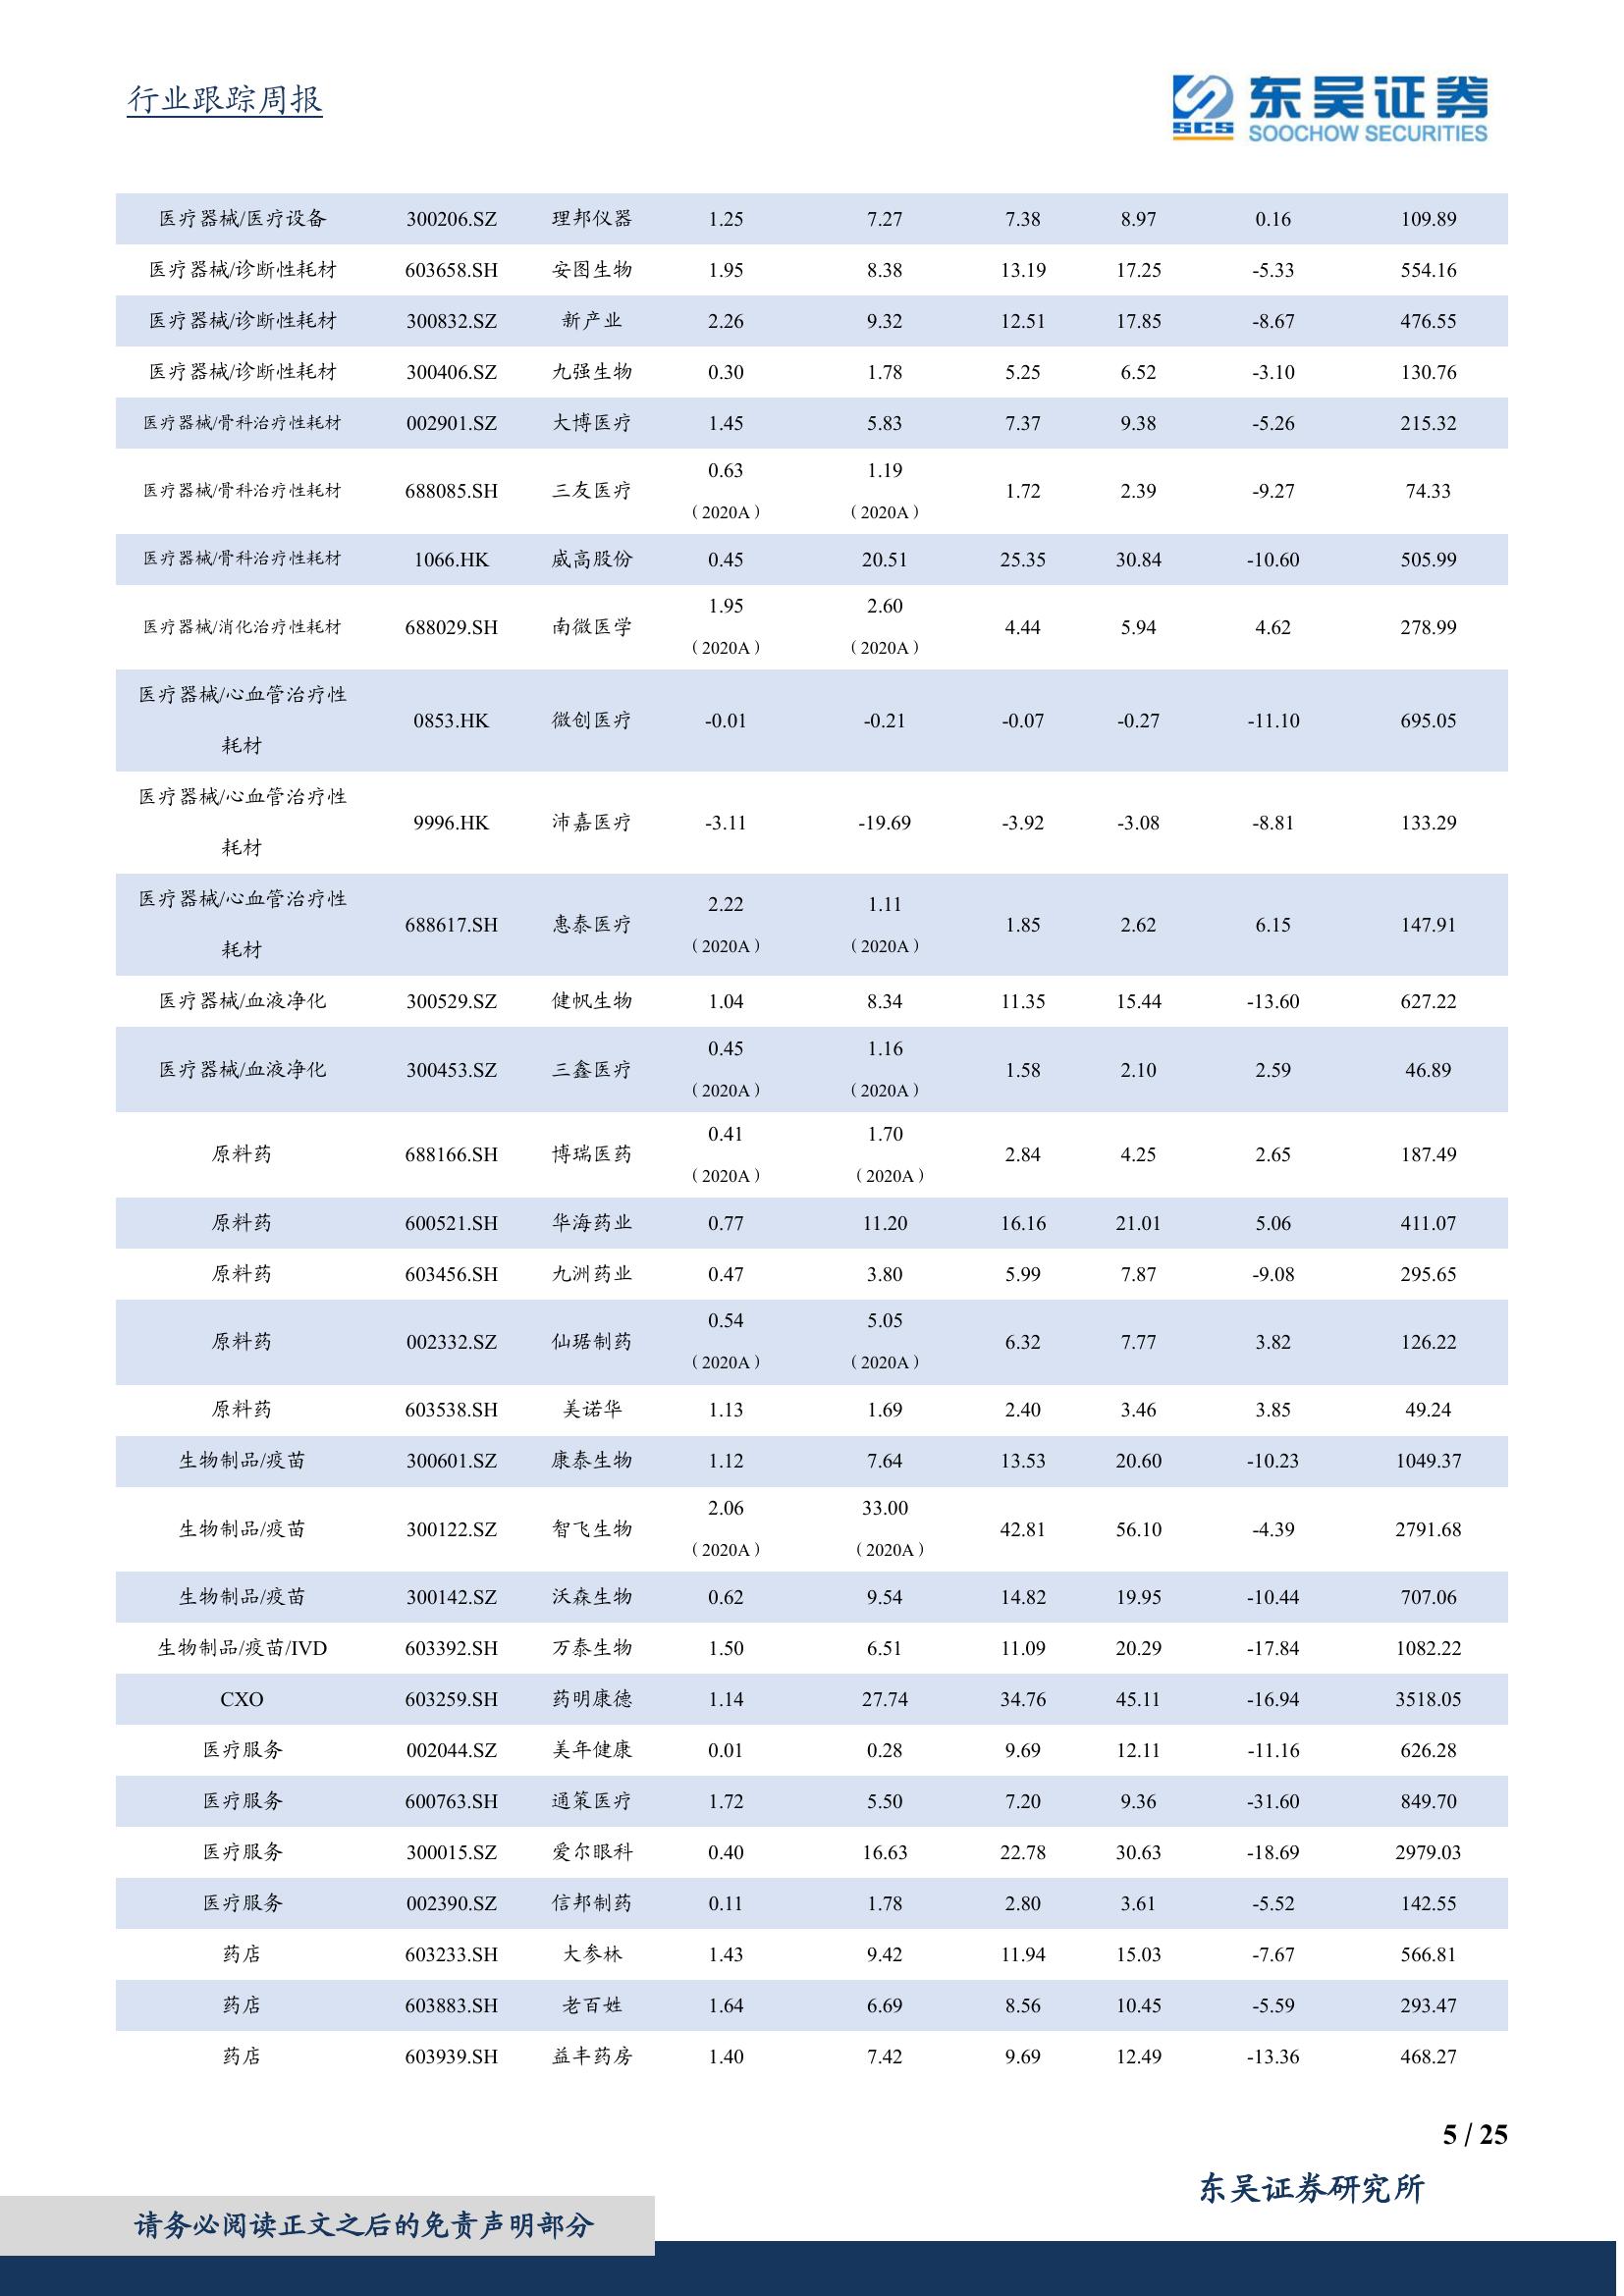 行业跟踪周报
东吴证券
SCS
SOOCHOW SECURITIES
医疗器械/医疗设备 300206.SZ 理邦仪器 1.25 7.27 7.38 8.97 0.16 109.89
医疗器械/诊断性耗材 603658.SH 安图生物 1.95 8.38 13.19 17.25 -5.33 554.16
医疗器械/诊断性耗材 300832.SZ 新产业 2.26 9.32 12.51 17.85 -8.67 476.55
医疗器械/诊断性耗材 300406.SZ 九强生物 0.30 1.78 5.25 6.52 -3.10 130.76
医疗器械/骨科治疗性耗材 002901.SZ 大博医疗 1.45 5.83 7.37 9.38 -5.26 215.32
0.63 1.19
医疗器械/骨科治疗性耗材 688085.SH 三友医疗 1.72 2.39 -9.27 74.33
（2020A） （2020A）
医疗器械/骨科治疗性耗材 1066.HK 威高股份 0.45 20.51 25.35 30.84 -10.60 505.99
1.95 2.60
医疗器械/消化治疗性耗材 688029.SH 南微医学 4.44 5.94 4.62 278.99
（2020A） （2020A）
医疗器械/心血管治疗性
0853.HK 微创医疗 -0.01 -0.21 -0.07 -0.27 -11.10 695.05
耗材
医疗器械/心血管治疗性
9996.HK 沛嘉医疗 -3.11 -19.69 -3.92 -3.08 -8.81 133.29
耗材
医疗器械/心血管治疗性 2.22 1.11
688617.SH 惠泰医疗 1.85 2.62 6.15 147.91
耗材 （2020A） （2020A）
医疗器械/血液净化 300529.SZ 健帆生物 1.04 8.34 11.35 15.44 -13.60 627.22
0.45 1.16
医疗器械/血液净化 300453.SZ 三鑫医疗 1.58 2.10 2.59 46.89
（2020A） （2020A）
0.41 1.70
原料药 688166.SH 博瑞医药 2.84 4.25 2.65 187.49
（2020A） （2020A）
原料药 600521.SH 华海药业 0.77 11.20 16.16 21.01 5.06 411.07
原料药 603456.SH 九洲药业 0.47 3.80 5.99 7.87 -9.08 295.65
0.54 5.05
原料药 002332.SZ 仙琚制药 6.32 7.77 3.82 126.22
（2020A） （2020A）
原料药 603538.SH 美诺华 1.13 1.69 2.40 3.46 3.85 49.24
生物制品/疫苗 300601.SZ 康泰生物 1.12 7.64 13.53 20.60 -10.23 1049.37
2.06 33.00
生物制品/疫苗 300122.SZ 智飞生物 42.81 56.10 -4.39 2791.68
（2020A） （2020A）
生物制品/疫苗 300142.SZ 沃森生物 0.62 9.54 14.82 19.95 -10.44 707.06
生物制品/疫苗/IVD 603392.SH 万泰生物 1.50 6.51 11.09 20.29 -17.84 1082.22
CXO 603259.SH 药明康德 1.14 27.74 34.76 45.11 -16.94 3518.05
医疗服务 002044.SZ 美年健康 0.01 0.28 9.69 12.11 -11.16 626.28
医疗服务 600763.SH 通策医疗 1.72 5.50 7.20 9.36 -31.60 849.70
医疗服务 300015.SZ 爱尔眼科 0.40 16.63 22.78 30.63 -18.69 2979.03
医疗服务 002390.SZ 信邦制药 0.11 1.78 2.80 3.61 -5.52 142.55
药店 603233.SH 大参林 1.43 9.42 11.94 15.03 -7.67 566.81
药店 603883.SH 老百姓 1.64 6.69 8.56 10.45 -5.59 293.47
药店 603939.SH 益丰药房 1.40 7.42 9.69 12.49 -13.36 468.27
5 / 25
东吴证券研究所
请务必阅读正文之后的免责声明部分